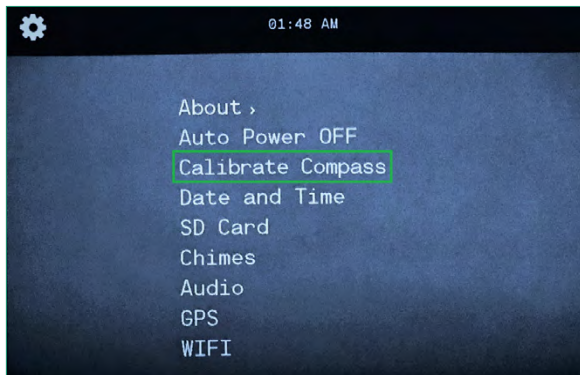 01:48 AM
About ›
Auto Power OFF
Calibrate Compass
Date and Time
SD Card
Chimes
Audio
GPS
WIFI